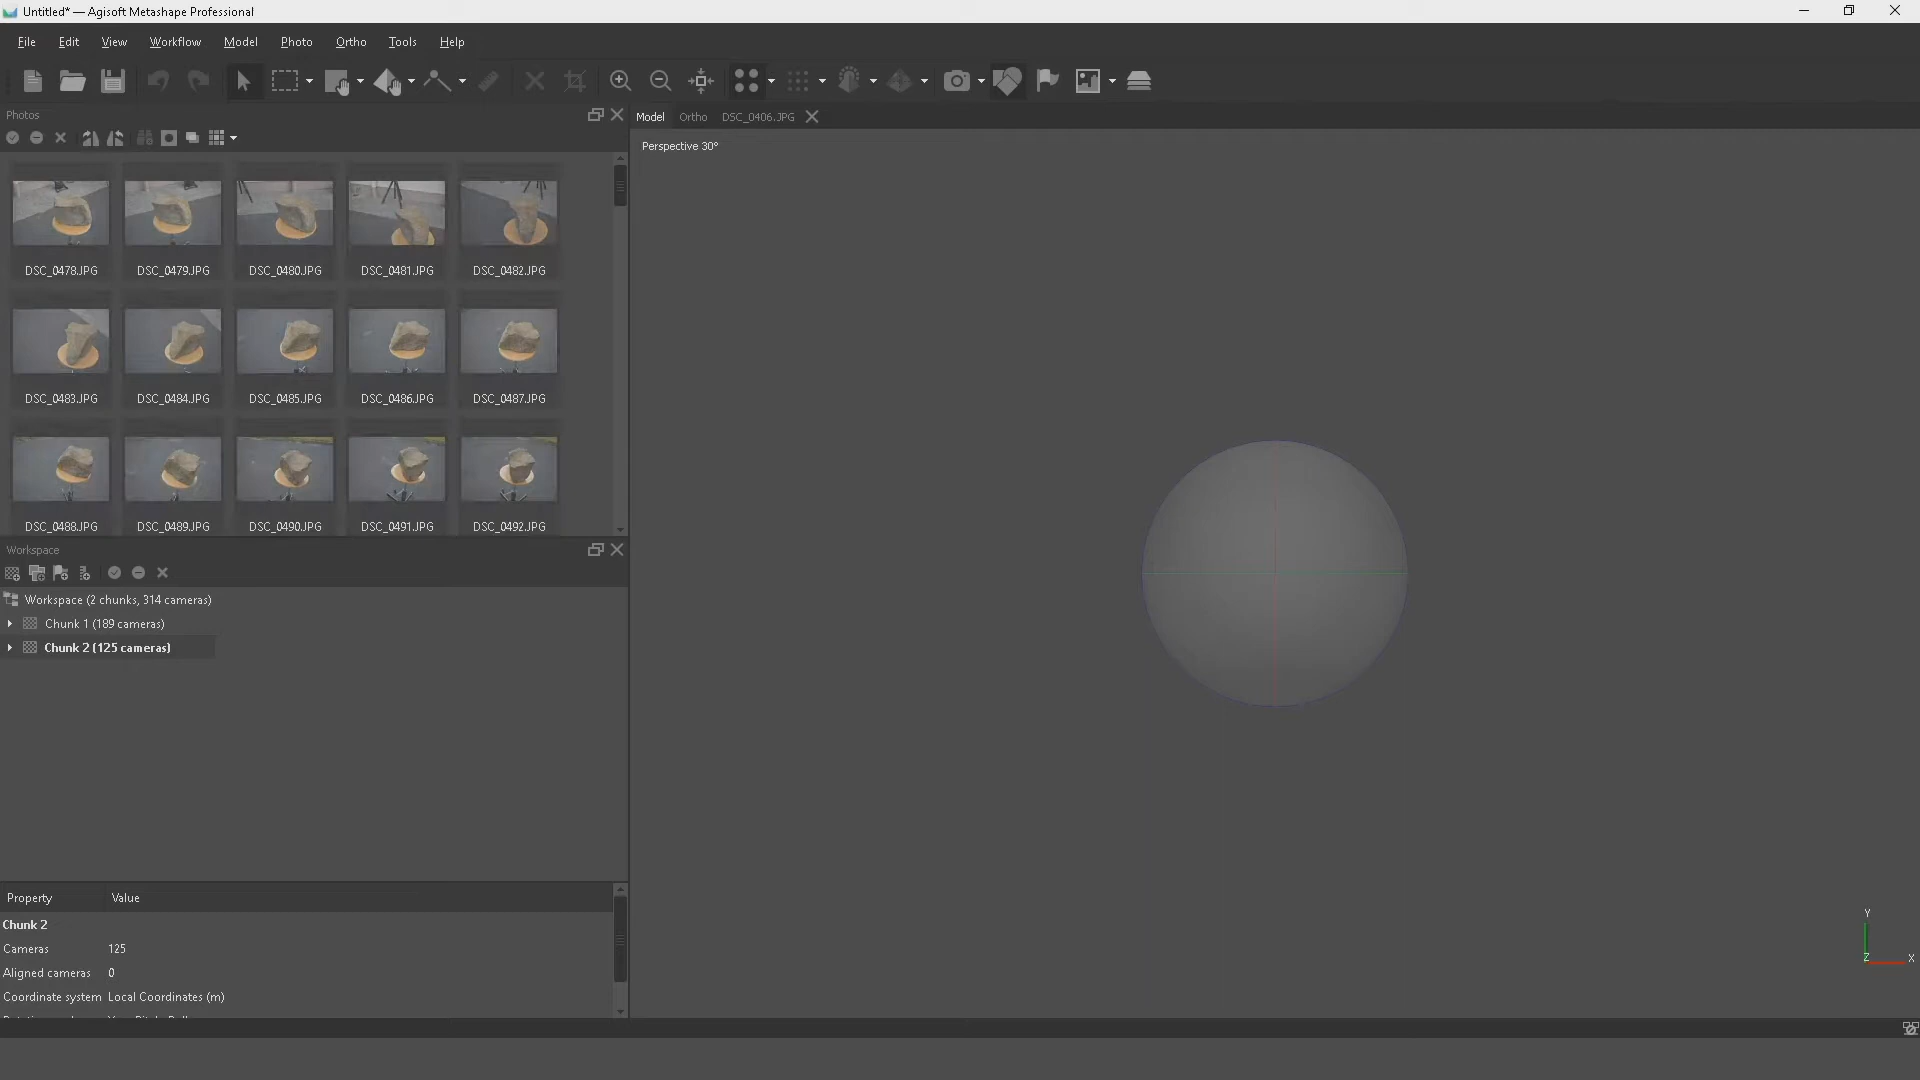 Untitled* — Agisoft Metashape Professional
File Edit View Workflow Model Photo Ortho Tools Help
Photos
Model Ortho DSC_0406.JPG
Perspective 30°
DSC_0478.JPG DSC_0479.JPG DSC_0480.JPG DSC_0481.JPG DSC_0482.JPG
DSC_0483.JPG DSC_0484.JPG DSC_0485.JPG DSC_0486.JPG DSC_0487.JPG
DSC_0488.JPG DSC_0489.JPG DSC_0490.JPG DSC_0491.JPG DSC_0492.JPG
Workspace
Workspace (2 chunks, 314 cameras)
Chunk 1 (189 cameras)
Chunk 2 (125 cameras)
Property Value
Chunk 2
Cameras 125
Aligned cameras 0
Coordinate system Local Coordinates (m)
Y
Z X